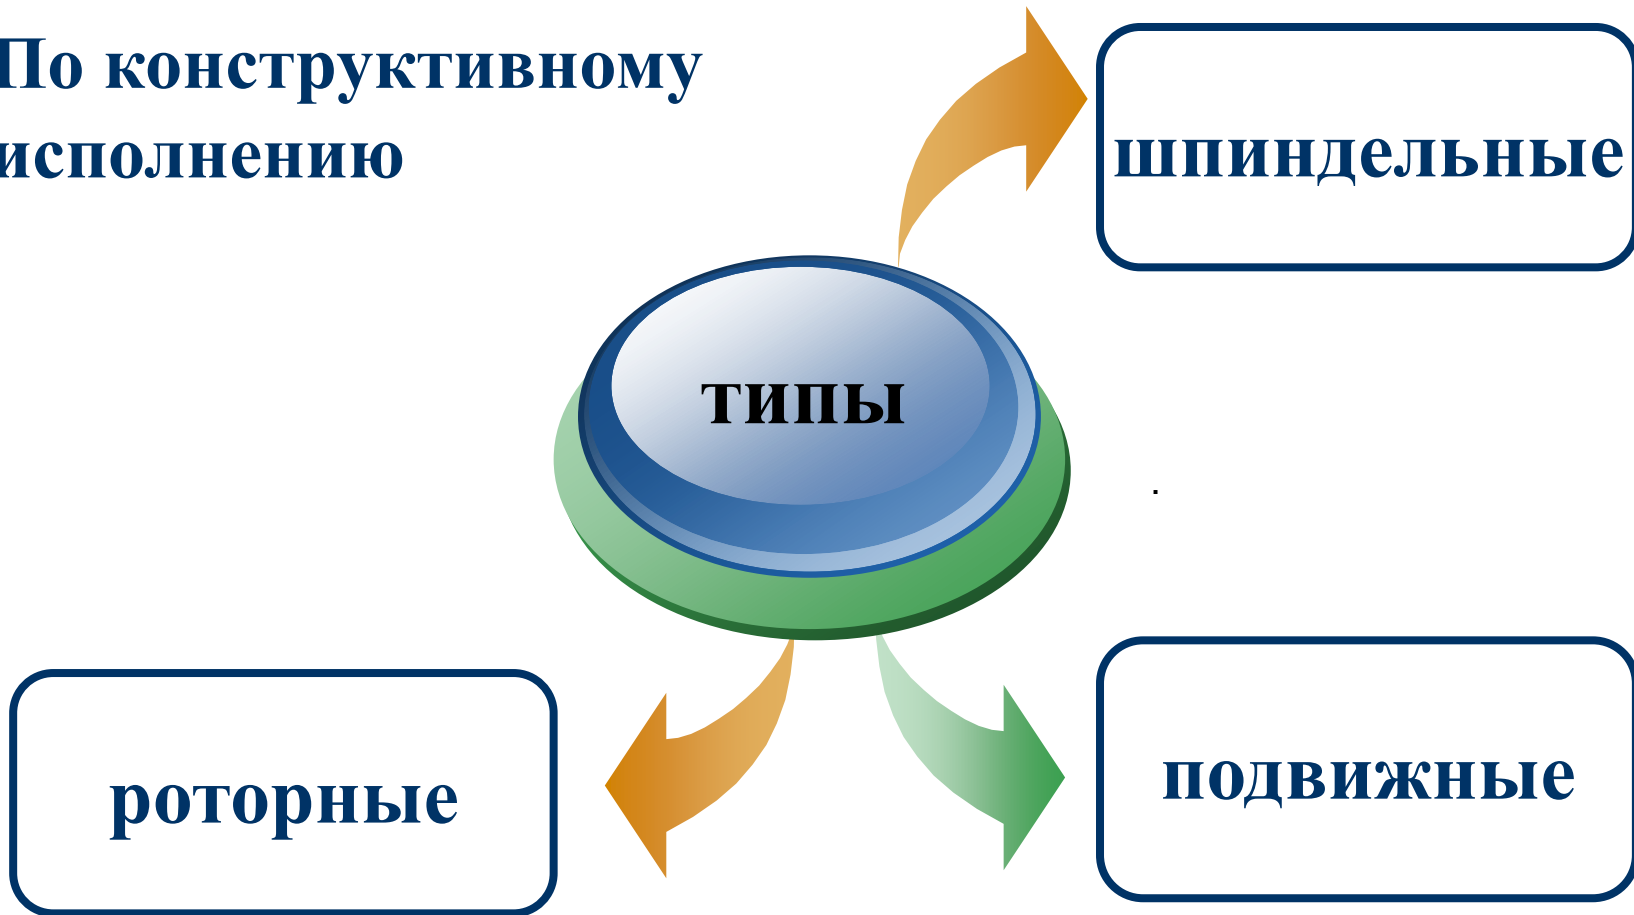 По конструктивному
исполнению
шпиндельные
типы
.
роторные
подвижные